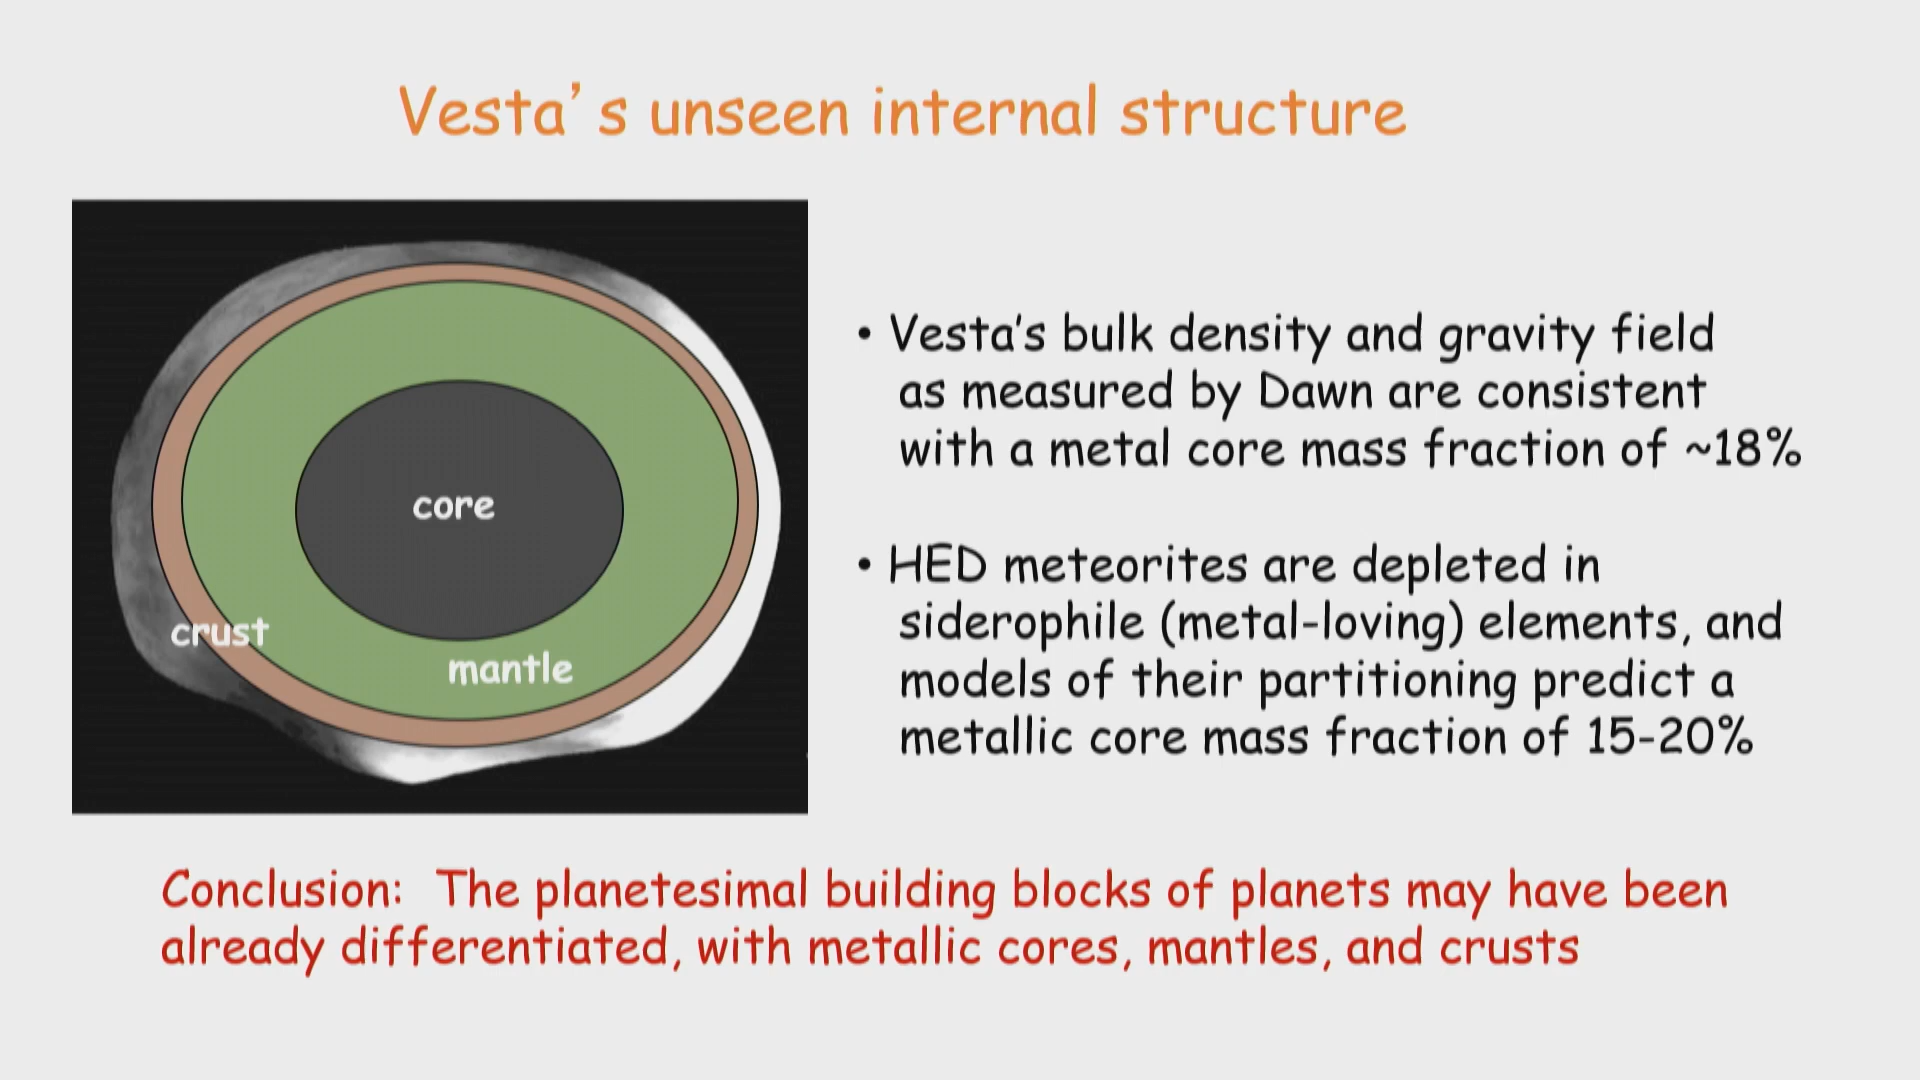 Vesta’s unseen internal structure
core
crust
mantle
• Vesta's bulk density and gravity field
as measured by Dawn are consistent
with a metal core mass fraction of ~18%
• HED meteorites are depleted in
siderophile (metal-loving) elements, and
models of their partitioning predict a
metallic core mass fraction of 15-20%
Conclusion: The planetesimal building blocks of planets may have been
already differentiated, with metallic cores, mantles, and crusts